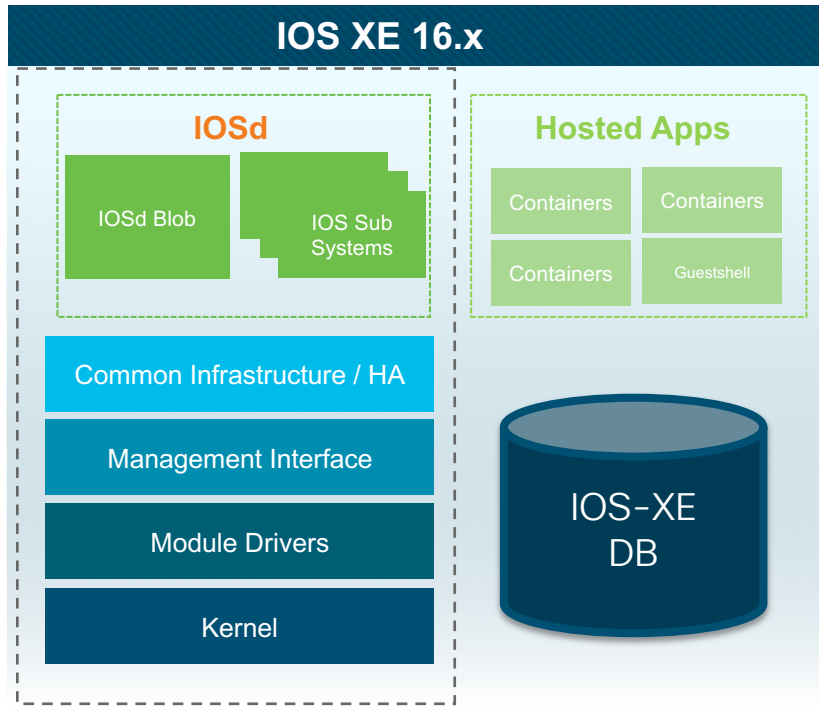 IOS XE 16.x
IOSd
IOSd Blob
IOS Sub
Systems
Hosted Apps
Containers
Containers
Containers
Guestshell
Common Infrastructure / HA
Management Interface
Module Drivers
Kernel
IOS-XE
DB